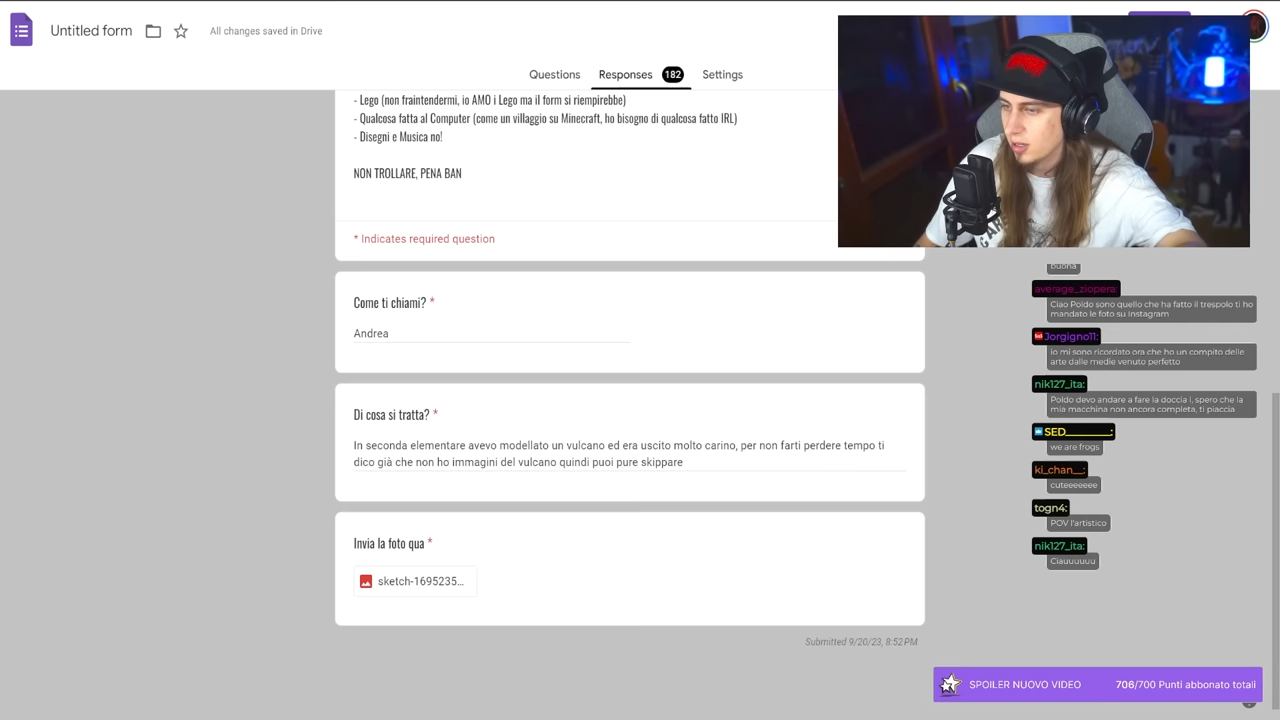 Untitled form
All changes saved in Drive
Questions
Responses
182
Settings
- Lego (non fraintendermi, io AMO i Lego ma il form si riempirebbe)
- Qualcosa fatta al Computer (come un villaggio su Minecraft, ho bisogno di qualcosa fatto IRL)
- Disegni e Musica no!
NON TROLLARE, PENA BAN
* Indicates required question
Come ti chiami? *
Andrea
Di cosa si tratta? *
In seconda elementare avevo modellato un vulcano ed era uscito molto carino, per non farti perdere tempo ti
dico già che non ho immagini del vulcano quindi puoi pure skippare
Invia la foto qua *
sketch-1695235...
Submitted 9/20/23, 8:52 PM
buona
average_ziopera:
Ciao Poldo sono quello che ha fatto il trespolo ti ho
mandato le foto su instagram
Jorgigno11:
io mi sono ricordato ora che ho un compito delle
arte dalle medie venuto perfetto
nik127_ita:
Poldo devo andare a fare la doccia (, spero che la
mia macchina non ancora completa, ti piaccia
SED________:
we are frogs
ki_chan__:
cuteeeeeee
togn4:
POV l'artistico
nik127_ita:
Ciauuuuuu
SPOILER NUOVO VIDEO
706/700 Punti abbonato totali